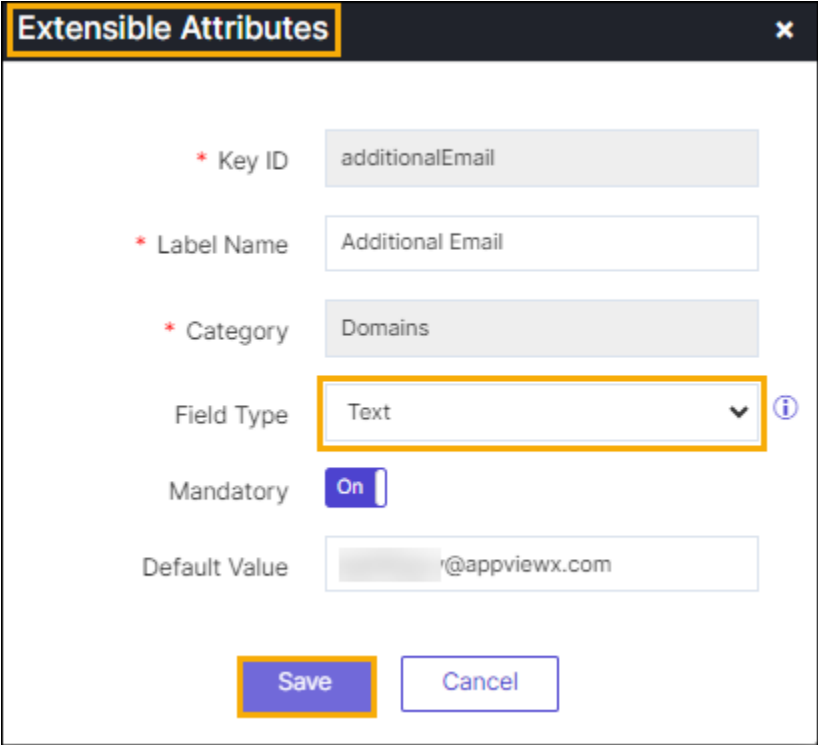 Extensible Attributes
* Key ID additionalEmail
* Label Name Additional Email
* Category Domains
Field Type Text
Mandatory On
Default Value @appviewx.com
Save Cancel